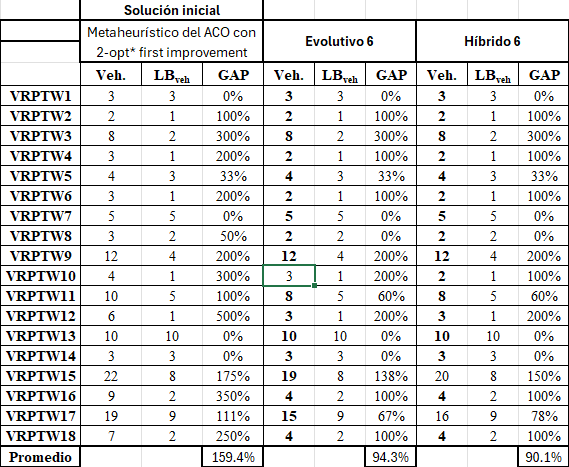 Solución inicial
Metaheurístico del ACO con 2-opt* first improvement Evolutivo 6 Híbrido 6
Veh. LBveh GAP Veh. LBveh GAP Veh. LBveh GAP
VRPTW1 3 3 0% 3 3 0% 3 3 0%
VRPTW2 2 1 100% 2 1 100% 2 1 100%
VRPTW3 8 2 300% 8 2 300% 8 2 300%
VRPTW4 3 1 200% 2 1 100% 2 1 100%
VRPTW5 4 3 33% 4 3 33% 4 3 33%
VRPTW6 3 1 200% 2 1 100% 2 1 100%
VRPTW7 5 5 0% 5 5 0% 5 5 0%
VRPTW8 3 2 50% 2 2 0% 2 2 0%
VRPTW9 12 4 200% 12 4 200% 12 4 200%
VRPTW10 4 1 300% 3 1 200% 2 1 100%
VRPTW11 10 5 100% 8 5 60% 8 5 60%
VRPTW12 6 1 500% 3 1 200% 3 1 200%
VRPTW13 10 10 0% 10 10 0% 10 10 0%
VRPTW14 3 3 0% 3 3 0% 3 3 0%
VRPTW15 22 8 175% 19 8 138% 20 8 150%
VRPTW16 9 2 350% 4 2 100% 4 2 100%
VRPTW17 19 9 111% 15 9 67% 16 9 78%
VRPTW18 7 2 250% 4 2 100% 4 2 100%
Promedio 159.4% 94.3% 90.1%